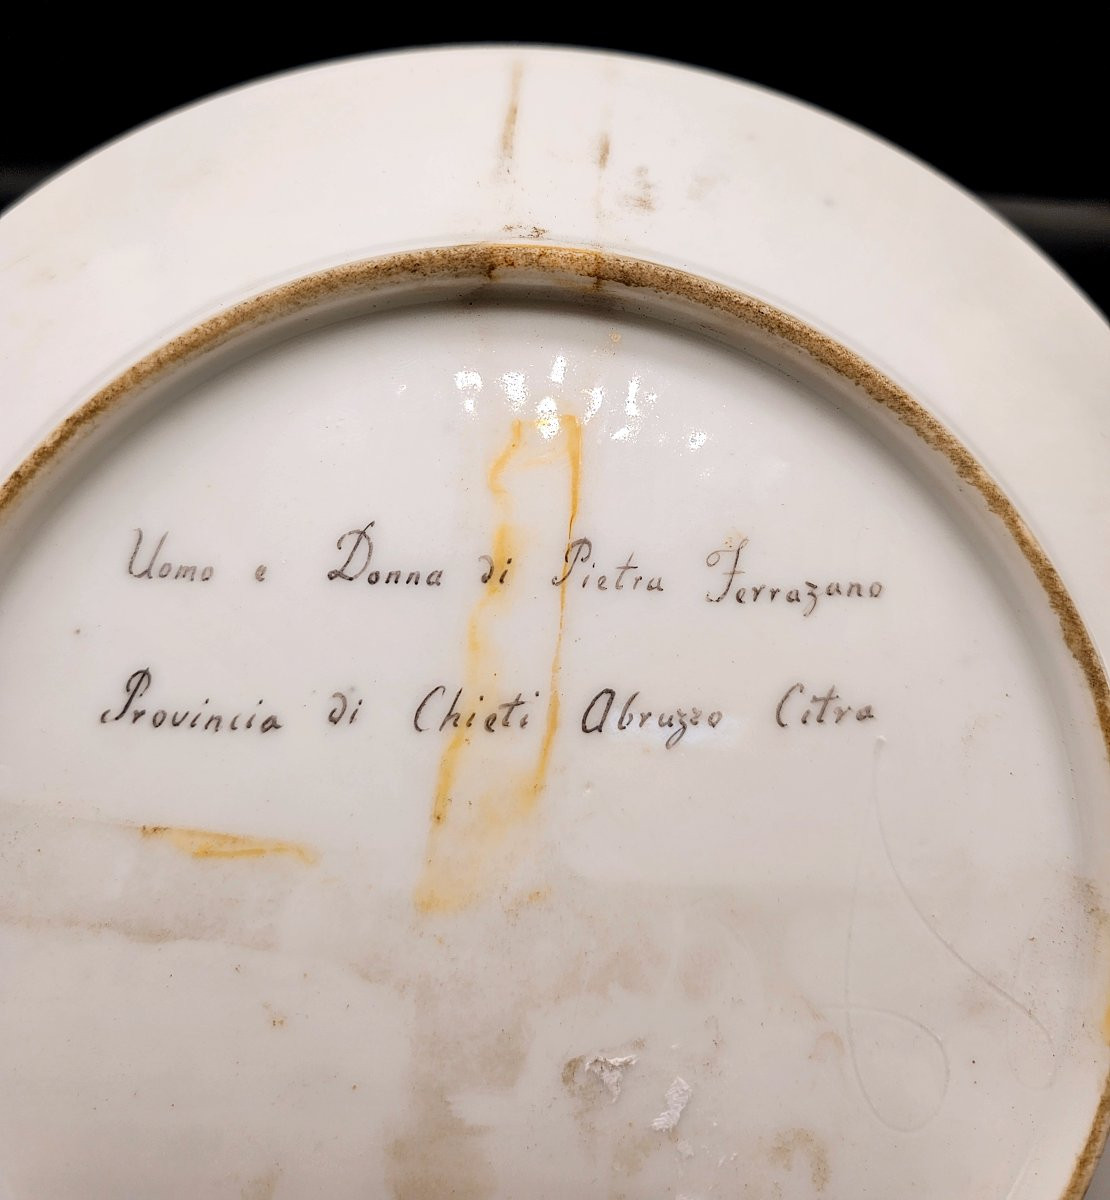 Uomo e Donna di Pietra Ferrazano
Provincia di Chieti Abruzzo Citra